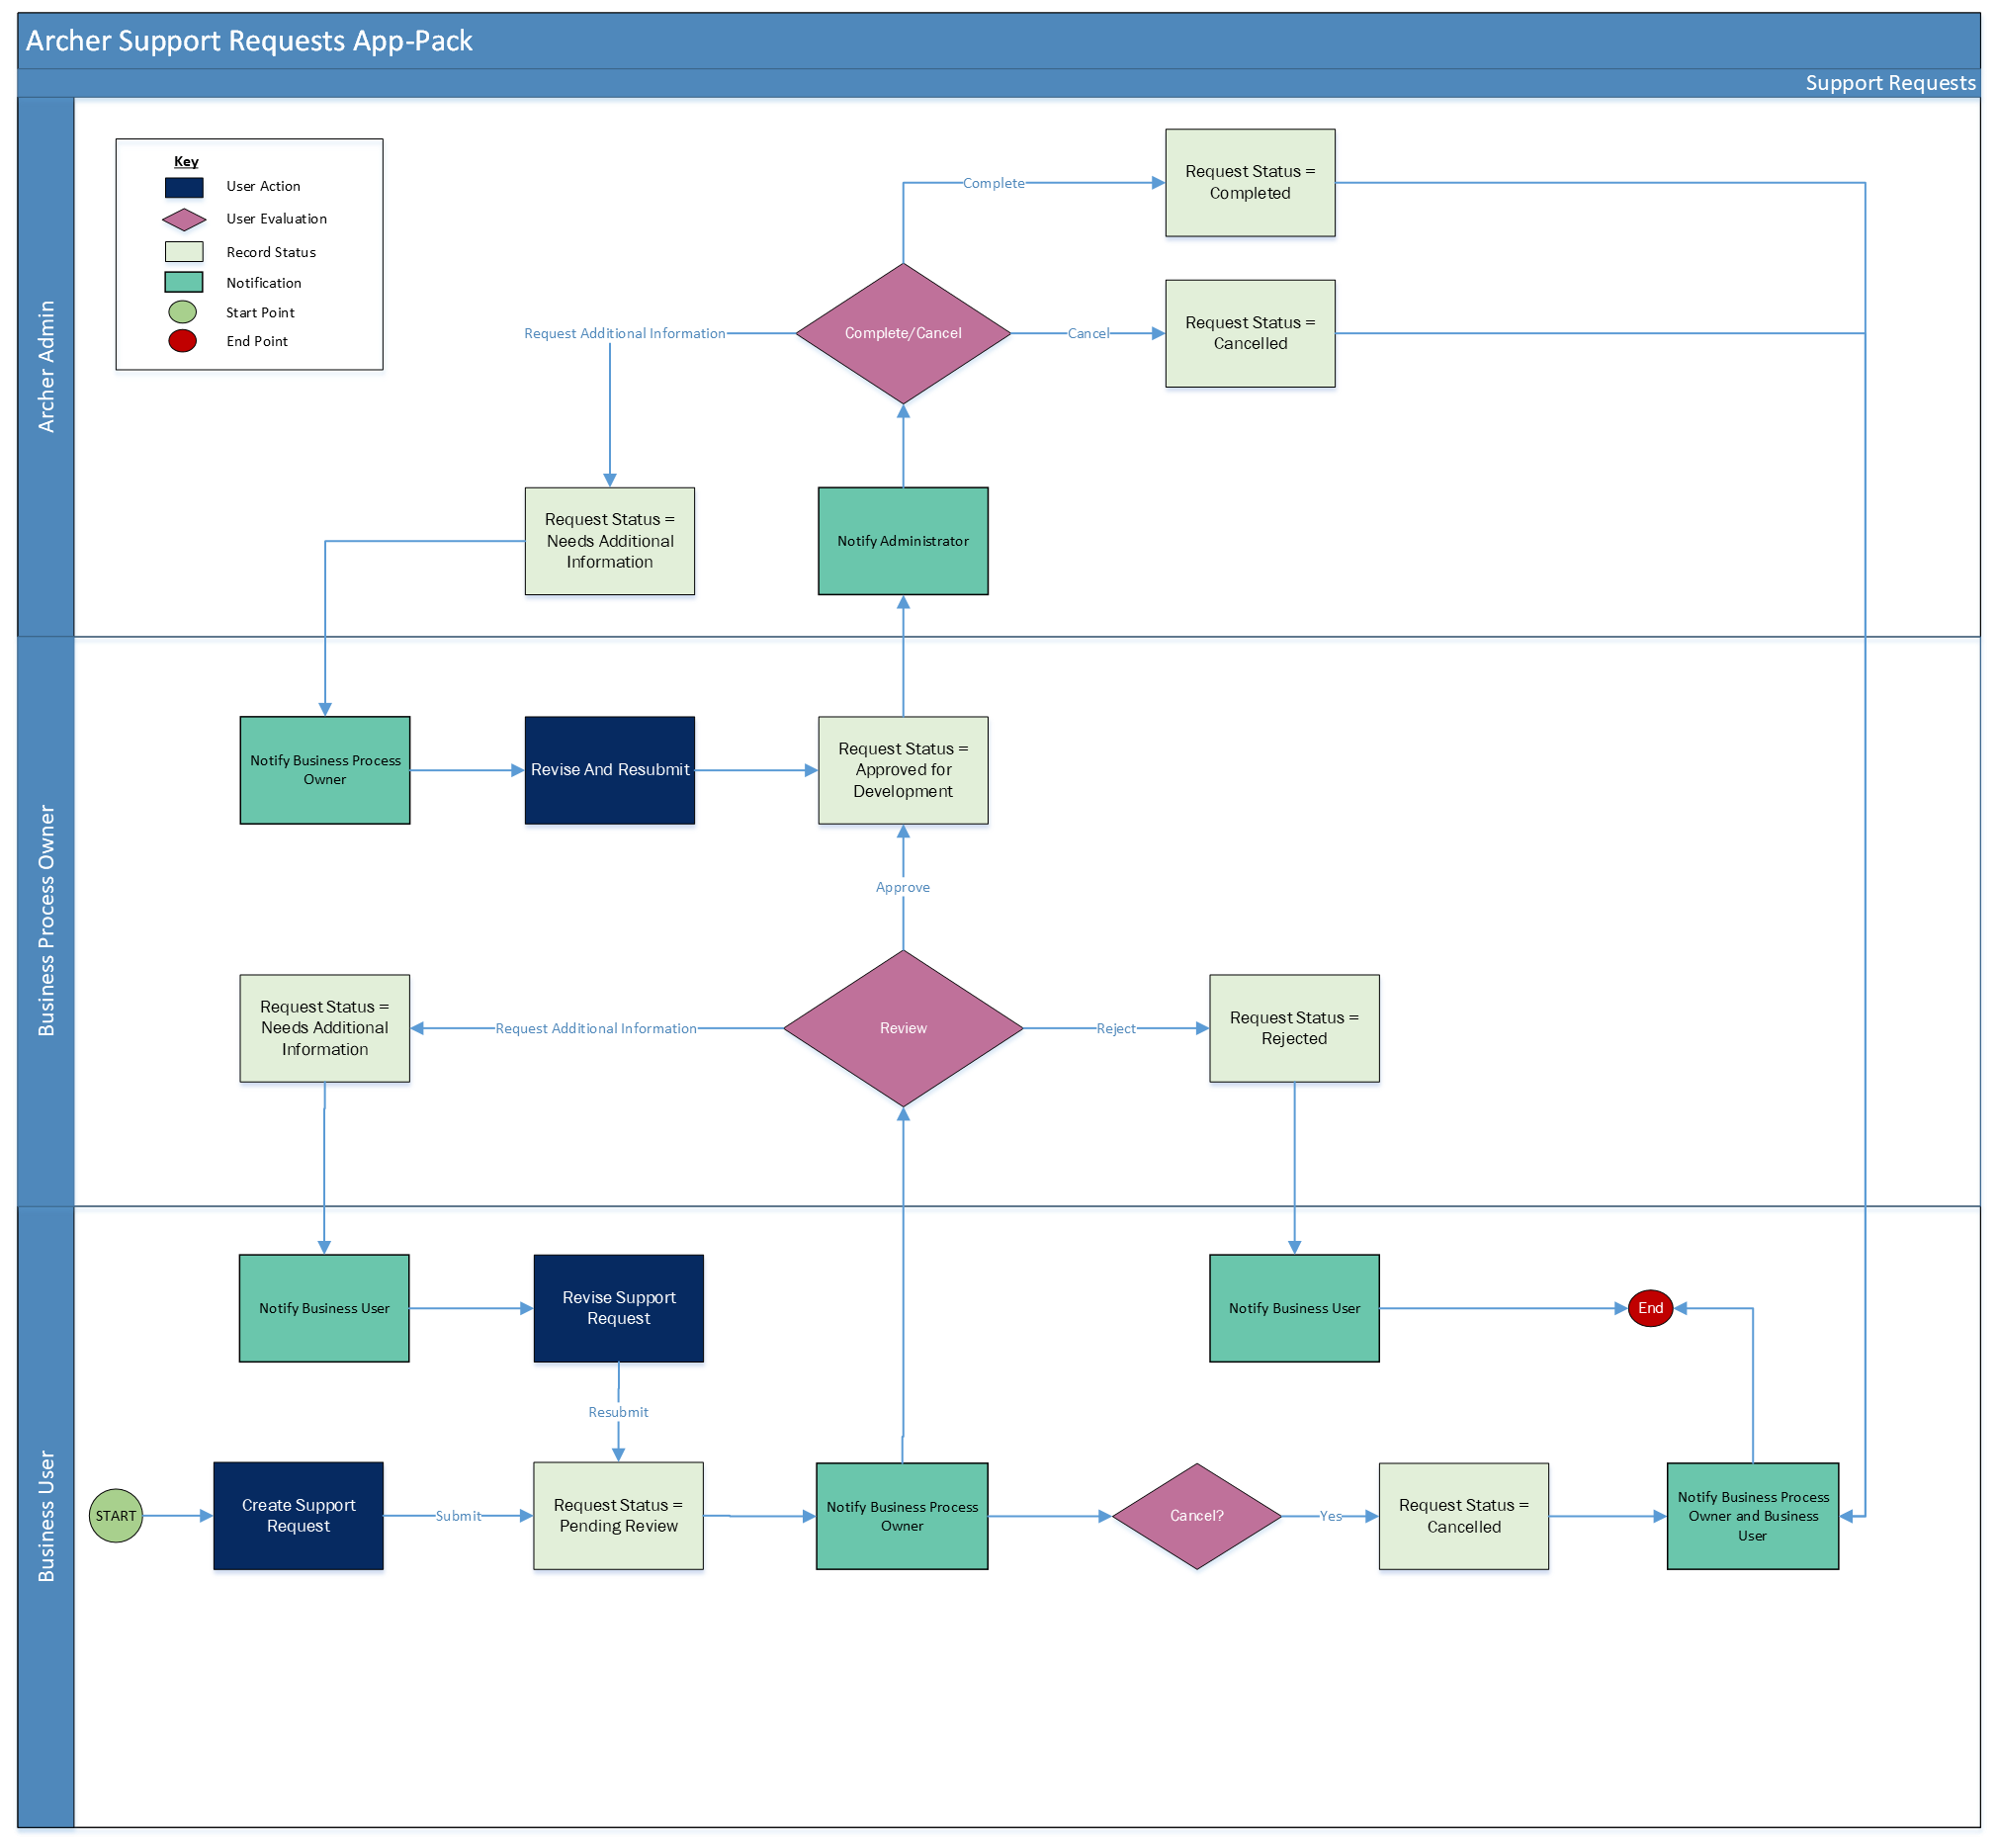 Archer Support Requests App-Pack
Support Requests
Archer Admin
Key
User Action
User Evaluation
Record Status
Notification
Start Point
End Point
Complete
Request Status =
Completed
Request Additional Information
Complete/Cancel
Cancel
Request Status =
Cancelled
Request Status =
Needs Additional
Information
Notify Administrator
Business Process Owner
Notify Business Process
Owner
Revise And Resubmit
Request Status =
Approved for
Development
Approve
Request Status =
Needs Additional
Information
Request Additional Information
Review
Reject
Request Status =
Rejected
Business User
Notify Business User
Revise Support
Request
Notify Business User
End
Resubmit
START
Create Support
Request
Submit
Request Status =
Pending Review
Notify Business Process
Owner
Cancel?
Yes
Request Status =
Cancelled
Notify Business Process
Owner and Business
User